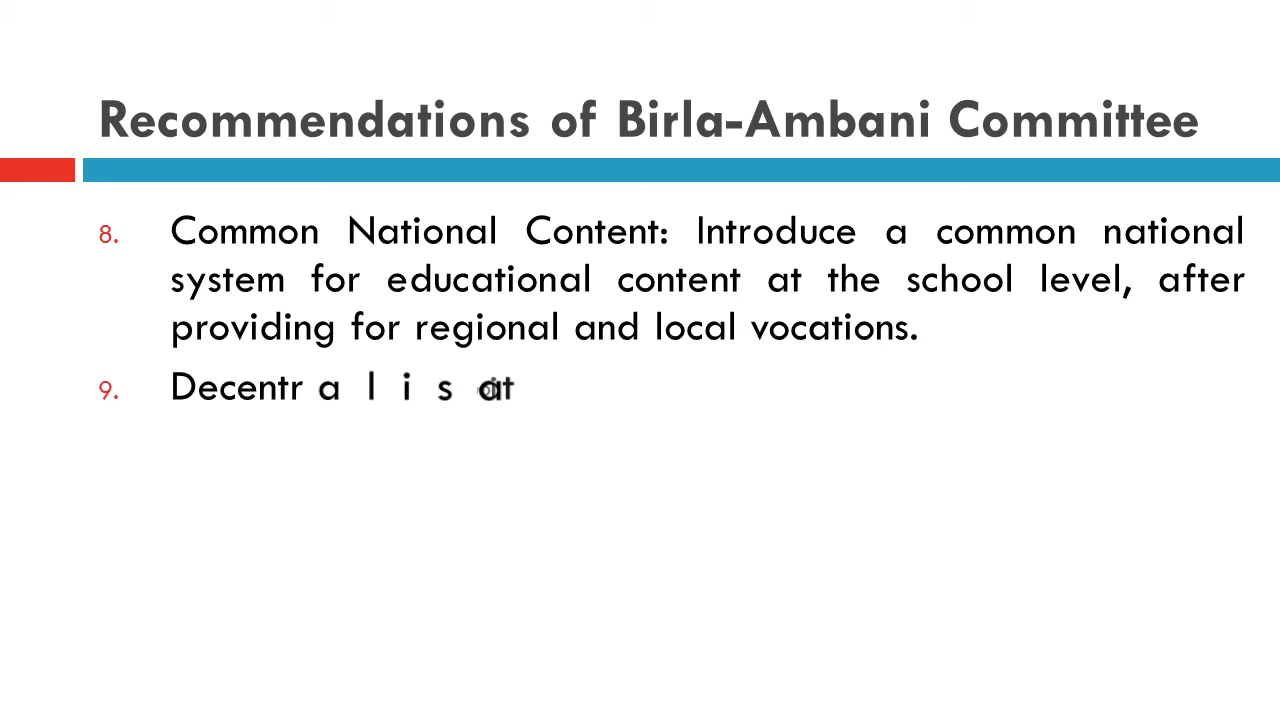 Recommendations of Birla-Ambani Committee
8. Common National Content: Introduce a common national
system for educational content at the school level, after
providing for regional and local vocations.
9. Decentralisat